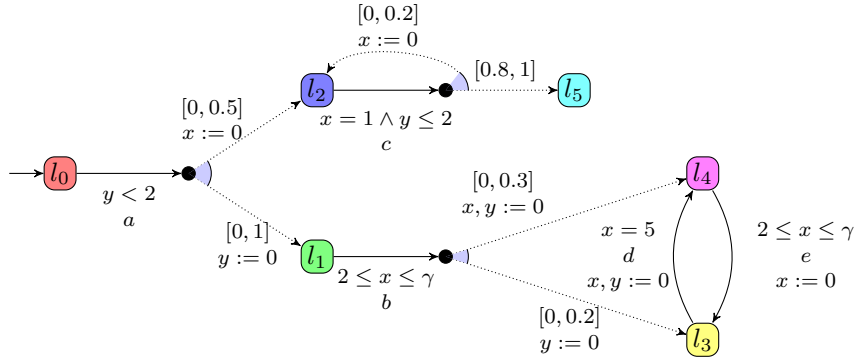 [0, 0.2]
x := 0
[0.8, 1]
l₂
l₅
[0, 0.5]
x := 0
x = 1 ∧ y ≤ 2
c
l₀
y < 2
a
l₄
[0, 0.3]
x, y := 0
[0, 1]
y := 0
l₁
2 ≤ x ≤ γ
b
x = 5
d
x, y := 0
2 ≤ x ≤ γ
e
x := 0
[0, 0.2]
y := 0
l₃